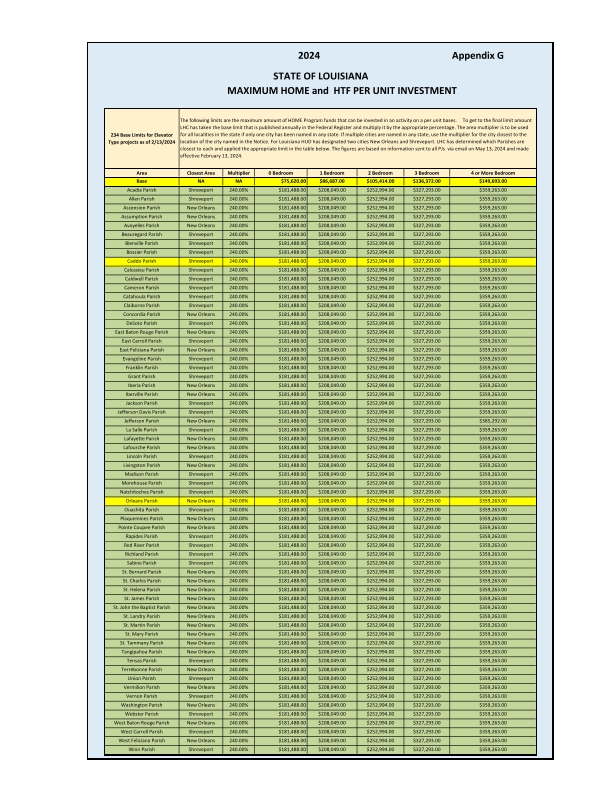 2024 Appendix G
STATE OF LOUISIANA
MAXIMUM HOME and HTF PER UNIT INVESTMENT
234 Base Limits for Elevator Type projects as of 2/13/2024
The following limits are the maximum amount of HOME Program funds that can be invested in an activity on a per unit bases. To get to the final limit amount
LHC has taken the base limit that is published annually in the Federal Register and multiply it by the appropriate percentage. The area multiplier is to be used
for all localities in the state if only one city has been named in any state. If multiple cities are named in any state, use the multiplier for the city closest to the
location of the city named in the Notice. For Louisiana HUD has designated two cities New Orleans and Shreveport. LHC has determined which Parishes are
closest to each and applied the appropriate limit in the table below. The figures are based on information sent to all PJs via email on May 13, 2024 and made
effective February 13, 2024.
Area Closest Area Multiplier 0 Bedroom 1 Bedroom 2 Bedroom 3 Bedroom 4 or More Bedroom
Base NA NA $75,620.00 $86,687.00 $105,414.00 $136,372.00 $149,693.00
Acadia Parish Shreveport 240.00% $181,488.00 $208,049.00 $252,994.00 $327,293.00 $359,263.00
Allen Parish Shreveport 240.00% $181,488.00 $208,049.00 $252,994.00 $327,293.00 $359,263.00
Ascension Parish New Orleans 240.00% $181,488.00 $208,049.00 $252,994.00 $327,293.00 $359,263.00
Assumption Parish New Orleans 240.00% $181,488.00 $208,049.00 $252,994.00 $327,293.00 $359,263.00
Avoyelles Parish New Orleans 240.00% $181,488.00 $208,049.00 $252,994.00 $327,293.00 $359,263.00
Beauregard Parish Shreveport 240.00% $181,488.00 $208,049.00 $252,994.00 $327,293.00 $359,263.00
Bienville Parish Shreveport 240.00% $181,488.00 $208,049.00 $252,994.00 $327,293.00 $359,263.00
Bossier Parish Shreveport 240.00% $181,488.00 $208,049.00 $252,994.00 $327,293.00 $359,263.00
Caddo Parish Shreveport 240.00% $181,488.00 $208,049.00 $252,994.00 $327,293.00 $359,263.00
Calcasieu Parish Shreveport 240.00% $181,488.00 $208,049.00 $252,994.00 $327,293.00 $359,263.00
Caldwell Parish Shreveport 240.00% $181,488.00 $208,049.00 $252,994.00 $327,293.00 $359,263.00
Cameron Parish Shreveport 240.00% $181,488.00 $208,049.00 $252,994.00 $327,293.00 $359,263.00
Catahoula Parish Shreveport 240.00% $181,488.00 $208,049.00 $252,994.00 $327,293.00 $359,263.00
Claiborne Parish Shreveport 240.00% $181,488.00 $208,049.00 $252,994.00 $327,293.00 $359,263.00
Concordia Parish New Orleans 240.00% $181,488.00 $208,049.00 $252,994.00 $327,293.00 $359,263.00
DeSoto Parish Shreveport 240.00% $181,488.00 $208,049.00 $252,994.00 $327,293.00 $359,263.00
East Baton Rouge Parish New Orleans 240.00% $181,488.00 $208,049.00 $252,994.00 $327,293.00 $359,263.00
East Carroll Parish Shreveport 240.00% $181,488.00 $208,049.00 $252,994.00 $327,293.00 $359,263.00
East Feliciana Parish New Orleans 240.00% $181,488.00 $208,049.00 $252,994.00 $327,293.00 $359,263.00
Evangeline Parish Shreveport 240.00% $181,488.00 $208,049.00 $252,994.00 $327,293.00 $359,263.00
Franklin Parish Shreveport 240.00% $181,488.00 $208,049.00 $252,994.00 $327,293.00 $359,263.00
Grant Parish Shreveport 240.00% $181,488.00 $208,049.00 $252,994.00 $327,293.00 $359,263.00
Iberia Parish New Orleans 240.00% $181,488.00 $208,049.00 $252,994.00 $327,293.00 $359,263.00
Iberville Parish New Orleans 240.00% $181,488.00 $208,049.00 $252,994.00 $327,293.00 $359,263.00
Jackson Parish Shreveport 240.00% $181,488.00 $208,049.00 $252,994.00 $327,293.00 $359,263.00
Jefferson Davis Parish Shreveport 240.00% $181,488.00 $208,049.00 $252,994.00 $327,293.00 $359,263.00
Jefferson Parish New Orleans 240.00% $181,488.00 $208,049.00 $252,994.00 $327,293.00 $385,292.00
La Salle Parish Shreveport 240.00% $181,488.00 $208,049.00 $252,994.00 $327,293.00 $359,263.00
Lafayette Parish New Orleans 240.00% $181,488.00 $208,049.00 $252,994.00 $327,293.00 $359,263.00
Lafourche Parish New Orleans 240.00% $181,488.00 $208,049.00 $252,994.00 $327,293.00 $359,263.00
Lincoln Parish Shreveport 240.00% $181,488.00 $208,049.00 $252,994.00 $327,293.00 $359,263.00
Livingston Parish New Orleans 240.00% $181,488.00 $208,049.00 $252,994.00 $327,293.00 $359,263.00
Madison Parish Shreveport 240.00% $181,488.00 $208,049.00 $252,994.00 $327,293.00 $359,263.00
Morehouse Parish Shreveport 240.00% $181,488.00 $208,049.00 $252,994.00 $327,293.00 $359,263.00
Natchitoches Parish Shreveport 240.00% $181,488.00 $208,049.00 $252,994.00 $327,293.00 $359,263.00
Orleans Parish New Orleans 240.00% $181,488.00 $208,049.00 $252,994.00 $327,293.00 $359,263.00
Ouachita Parish Shreveport 240.00% $181,488.00 $208,049.00 $252,994.00 $327,293.00 $359,263.00
Plaquemines Parish New Orleans 240.00% $181,488.00 $208,049.00 $252,994.00 $327,293.00 $359,263.00
Pointe Coupee Parish New Orleans 240.00% $181,488.00 $208,049.00 $252,994.00 $327,293.00 $359,263.00
Rapides Parish Shreveport 240.00% $181,488.00 $208,049.00 $252,994.00 $327,293.00 $359,263.00
Red River Parish Shreveport 240.00% $181,488.00 $208,049.00 $252,994.00 $327,293.00 $359,263.00
Richland Parish Shreveport 240.00% $181,488.00 $208,049.00 $252,994.00 $327,293.00 $359,263.00
Sabine Parish Shreveport 240.00% $181,488.00 $208,049.00 $252,994.00 $327,293.00 $359,263.00
St. Bernard Parish New Orleans 240.00% $181,488.00 $208,049.00 $252,994.00 $327,293.00 $359,263.00
St. Charles Parish New Orleans 240.00% $181,488.00 $208,049.00 $252,994.00 $327,293.00 $359,263.00
St. Helena Parish New Orleans 240.00% $181,488.00 $208,049.00 $252,994.00 $327,293.00 $359,263.00
St. James Parish New Orleans 240.00% $181,488.00 $208,049.00 $252,994.00 $327,293.00 $359,263.00
St. John the Baptist Parish New Orleans 240.00% $181,488.00 $208,049.00 $252,994.00 $327,293.00 $359,263.00
St. Landry Parish New Orleans 240.00% $181,488.00 $208,049.00 $252,994.00 $327,293.00 $359,263.00
St. Martin Parish New Orleans 240.00% $181,488.00 $208,049.00 $252,994.00 $327,293.00 $359,263.00
St. Mary Parish New Orleans 240.00% $181,488.00 $208,049.00 $252,994.00 $327,293.00 $359,263.00
St. Tammany Parish New Orleans 240.00% $181,488.00 $208,049.00 $252,994.00 $327,293.00 $359,263.00
Tangipahoa Parish New Orleans 240.00% $181,488.00 $208,049.00 $252,994.00 $327,293.00 $359,263.00
Tensas Parish Shreveport 240.00% $181,488.00 $208,049.00 $252,994.00 $327,293.00 $359,263.00
Terrebonne Parish New Orleans 240.00% $181,488.00 $208,049.00 $252,994.00 $327,293.00 $359,263.00
Union Parish Shreveport 240.00% $181,488.00 $208,049.00 $252,994.00 $327,293.00 $359,263.00
Vermilion Parish New Orleans 240.00% $181,488.00 $208,049.00 $252,994.00 $327,293.00 $359,263.00
Vernon Parish Shreveport 240.00% $181,488.00 $208,049.00 $252,994.00 $327,293.00 $359,263.00
Washington Parish New Orleans 240.00% $181,488.00 $208,049.00 $252,994.00 $327,293.00 $359,263.00
Webster Parish Shreveport 240.00% $181,488.00 $208,049.00 $252,994.00 $327,293.00 $359,263.00
West Baton Rouge Parish New Orleans 240.00% $181,488.00 $208,049.00 $252,994.00 $327,293.00 $359,263.00
West Carroll Parish Shreveport 240.00% $181,488.00 $208,049.00 $252,994.00 $327,293.00 $359,263.00
West Feliciana Parish New Orleans 240.00% $181,488.00 $208,049.00 $252,994.00 $327,293.00 $359,263.00
Winn Parish Shreveport 240.00% $181,488.00 $208,049.00 $252,994.00 $327,293.00 $359,263.00